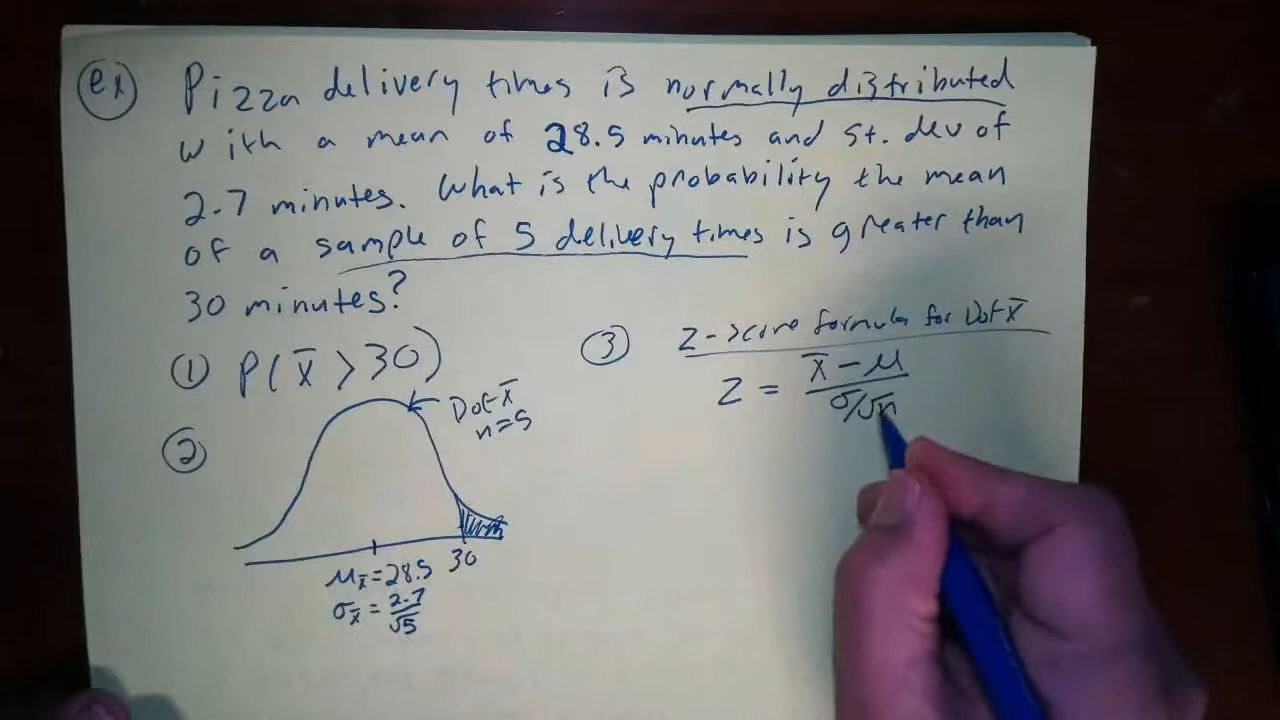 ex Pizza delivery times is normally distributed
with a mean of 28.5 minutes and st. dev of
2.7 minutes. What is the probability the mean
of a sample of 5 delivery times is greater than
30 minutes?
① P(x̄ > 30)
② Dot x̄
n=5
μx̄ = 28.5 30
σx̄ = 2.7/√5
③ Z-score formula for Dot x̄
Z = x̄ - μ / σ/√n